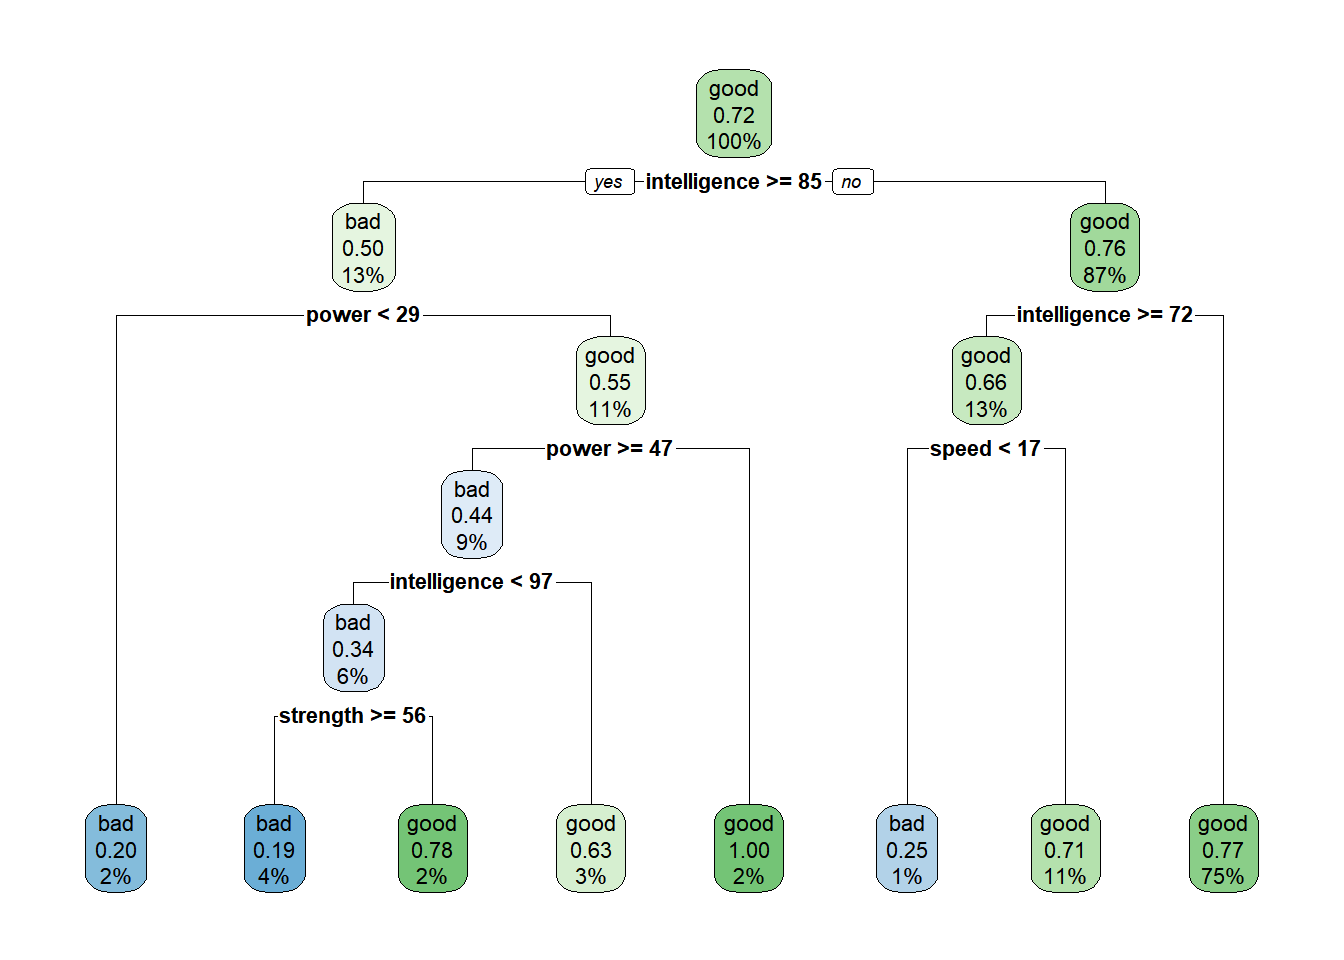 good
0.72
100%
yes
intelligence >= 85
no
bad
0.50
13%
good
0.76
87%
power < 29
intelligence >= 72
good
0.55
11%
good
0.66
13%
power >= 47
speed < 17
bad
0.44
9%
intelligence < 97
bad
0.34
6%
strength >= 56
bad
0.20
2%
bad
0.19
4%
good
0.78
2%
good
0.63
3%
good
1.00
2%
bad
0.25
1%
good
0.71
11%
good
0.77
75%